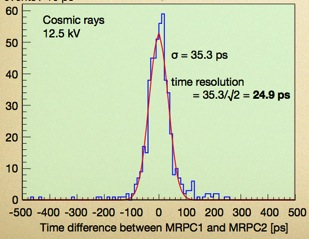 Cosmic rays
12.5 kV
σ = 35.3 ps
time resolution
= 35.3/√2 = 24.9 ps
60
50
40
30
20
10
0
-500 -400 -300 -200 -100 0 100 200 300 400 500
Time difference between MRPC1 and MRPC2 [ps]